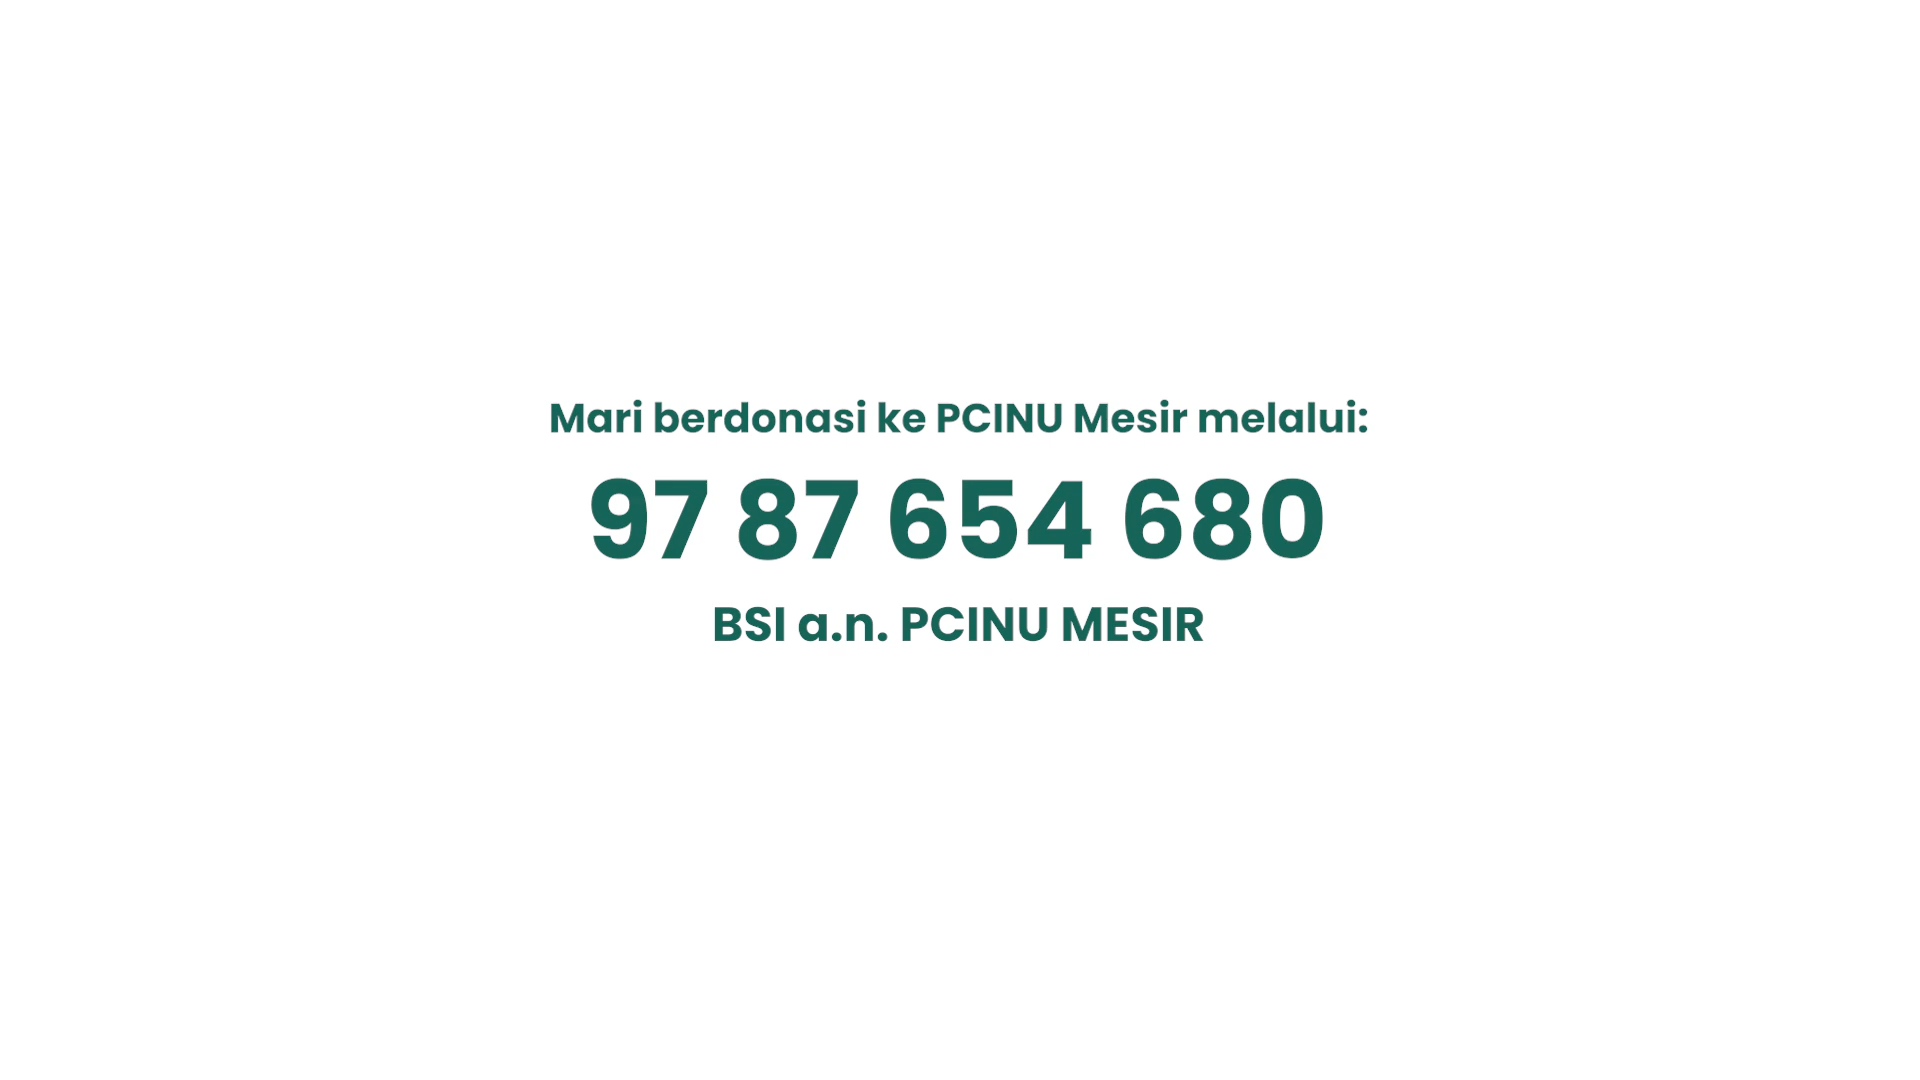 Mari berdonasi ke PCINU Mesir melalui:
97 87 654 680
BSI a.n. PCINU MESIR